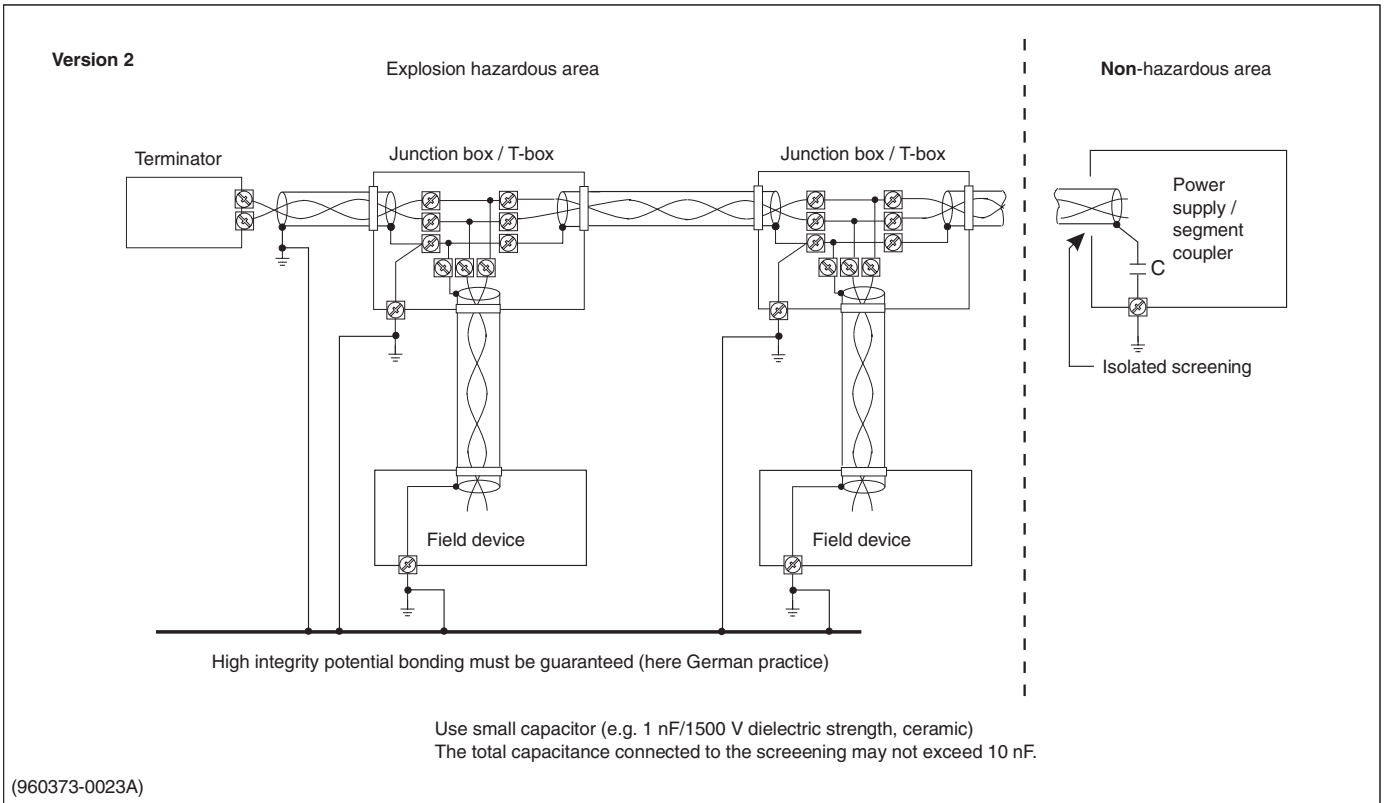 Version 2
Explosion hazardous area
Non-hazardous area
Terminator
Junction box / T-box
Junction box / T-box
Power
supply /
segment
coupler
C
Isolated screening
Field device
Field device
High integrity potential bonding must be guaranteed (here German practice)
Use small capacitor (e.g. 1 nF/1500 V dielectric strength, ceramic)
The total capacitance connected to the screeening may not exceed 10 nF.
(960373-0023A)